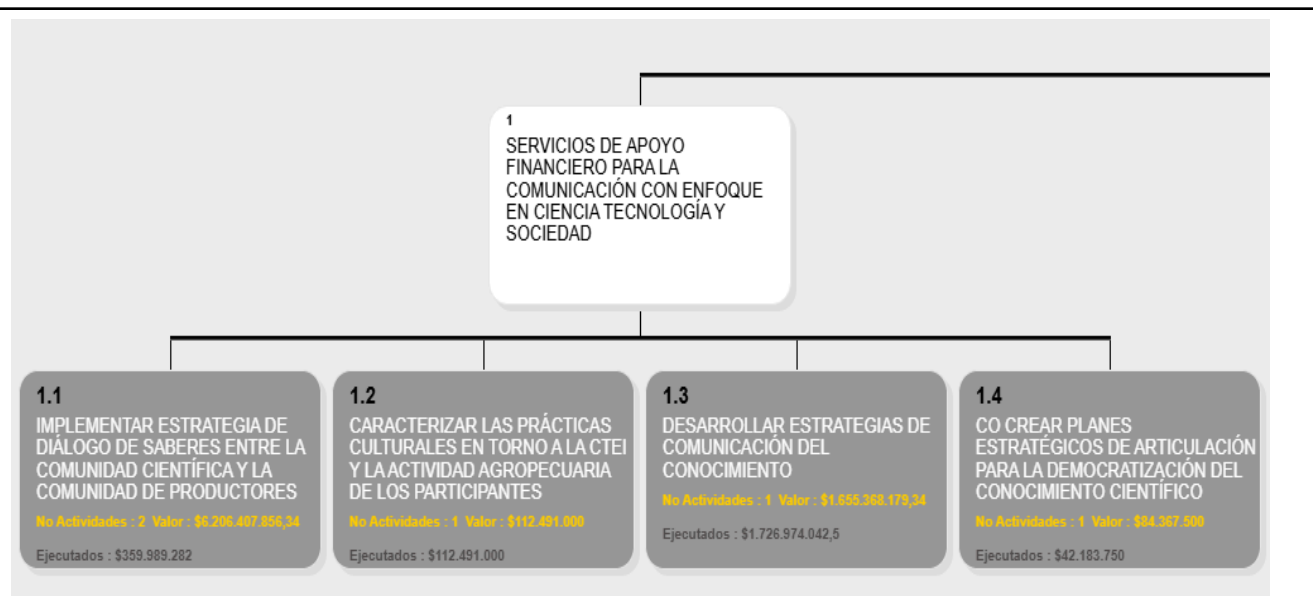 1
SERVICIOS DE APOYO
FINANCIERO PARA LA
COMUNICACIÓN CON ENFOQUE
EN CIENCIA TECNOLOGÍA Y
SOCIEDAD
1.1
IMPLEMENTAR ESTRATEGIA DE
DIÁLOGO DE SABERES ENTRE LA
COMUNIDAD CIENTÍFICA Y LA
COMUNIDAD DE PRODUCTORES
No Actividades : 2 Valor : $6.206.407.856,34
Ejecutados : $359.989.282
1.2
CARACTERIZAR LAS PRÁCTICAS
CULTURALES EN TORNO A LA CTEI
Y LA ACTIVIDAD AGROPECUARIA
DE LOS PARTICIPANTES
No Actividades : 1 Valor : $112.491.000
Ejecutados : $112.491.000
1.3
DESARROLLAR ESTRATEGIAS DE
COMUNICACIÓN DEL
CONOCIMIENTO
No Actividades : 1 Valor : $1.655.368.179,34
Ejecutados : $1.726.974.042,5
1.4
CO CREAR PLANES
ESTRATÉGICOS DE ARTICULACIÓN
PARA LA DEMOCRATIZACIÓN DEL
CONOCIMIENTO CIENTÍFICO
No Actividades : 1 Valor : $84.367.500
Ejecutados : $42.183.750